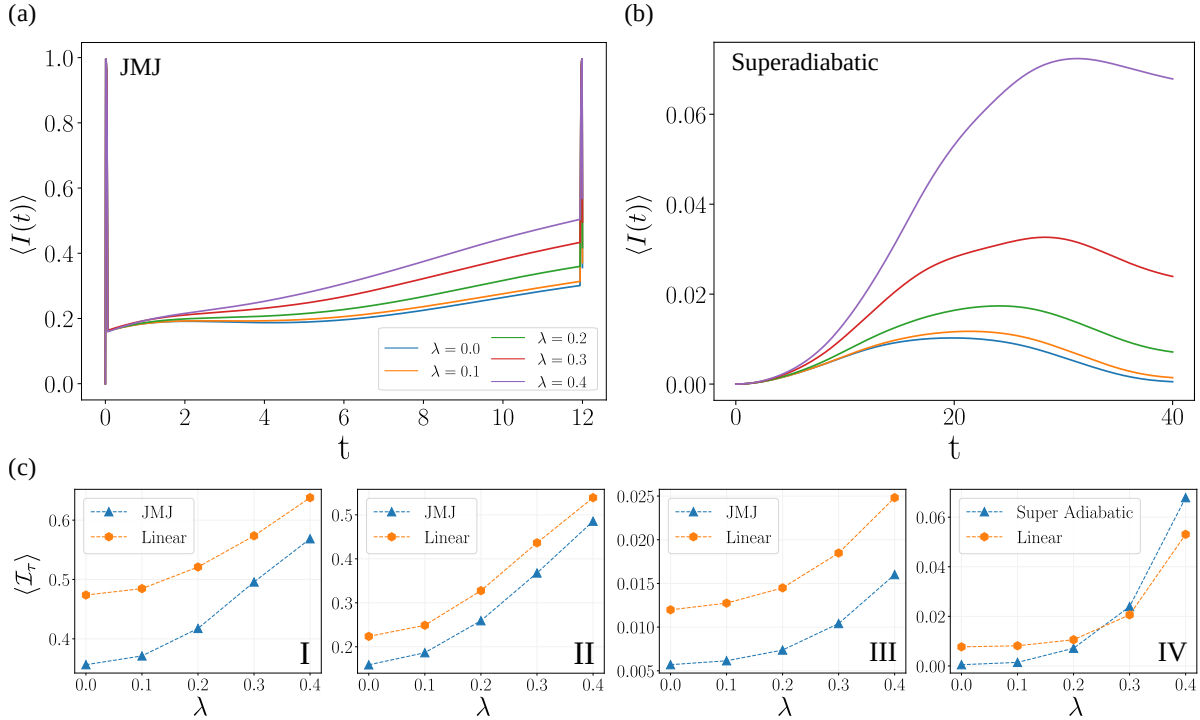 (a)
JMJ
⟨I(t)⟩
1.0
0.8
0.6
0.4
0.2
0.0
λ = 0.0
λ = 0.1
λ = 0.2
λ = 0.3
λ = 0.4
0 2 4 6 8 10 12
t
(b)
Superadiabatic
⟨I(t)⟩
0.06
0.04
0.02
0.00
0 20 40
t
(c)
⟨𝓘τ⟩
0.6
0.5
0.4
JMJ
Linear
I
0.0 0.1 0.2 0.3 0.4
λ
0.5
0.4
0.3
0.2
JMJ
Linear
II
0.0 0.1 0.2 0.3 0.4
λ
0.025
0.020
0.015
0.010
0.005
JMJ
Linear
III
0.0 0.1 0.2 0.3 0.4
λ
0.06
0.04
0.02
0.00
Super Adiabatic
Linear
IV
0.0 0.1 0.2 0.3 0.4
λ